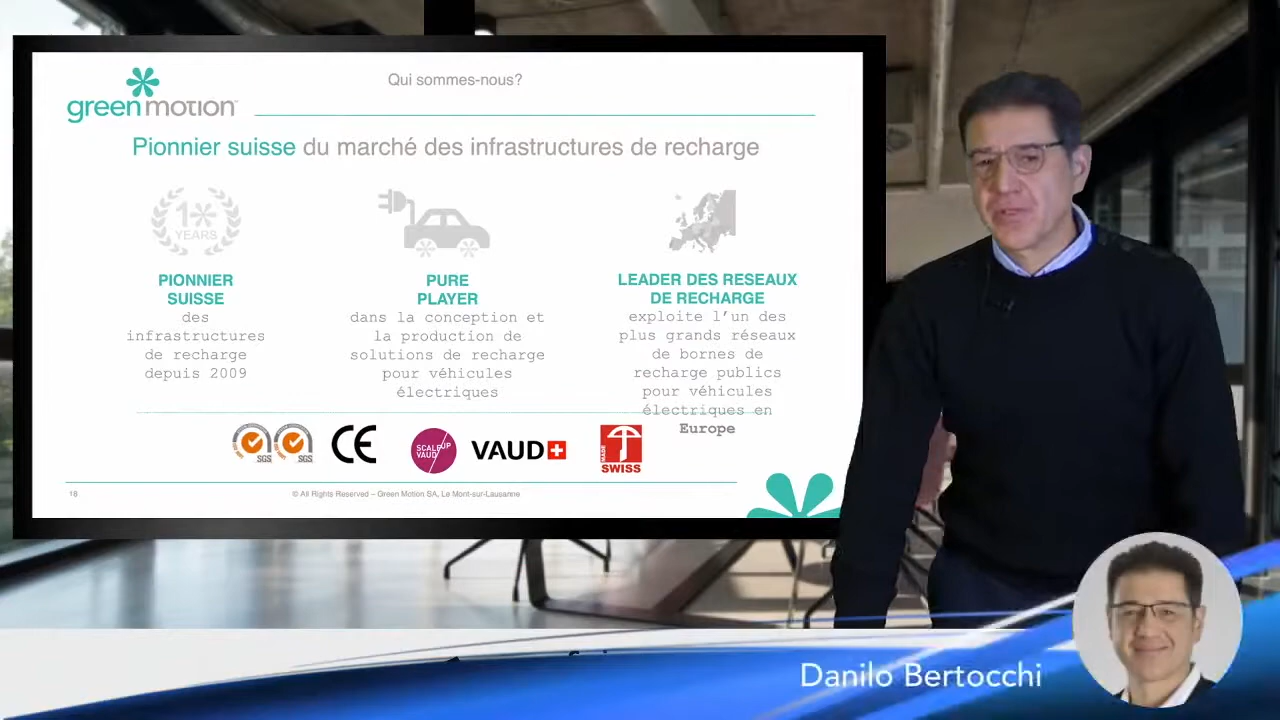 Qui sommes-nous?
green motion
Pionnier suisse du marché des infrastructures de recharge
1
YEARS
PIONNIER
SUISSE
des
infrastructures
de recharge
depuis 2009
PURE
PLAYER
dans la conception et
la production de
solutions de recharge
pour véhicules
électriques
LEADER DES RESEAUX
DE RECHARGE
exploite l’un des
plus grands réseaux
de bornes de
recharge publics
pour véhicules
électriques en
Europe
SGS
SGS
CE
SCALEUP
VAUD
VAUD
MADE
SWISS
18
© All Rights Reserved – Green Motion SA, Le Mont-sur-Lausanne
Danilo Bertocchi